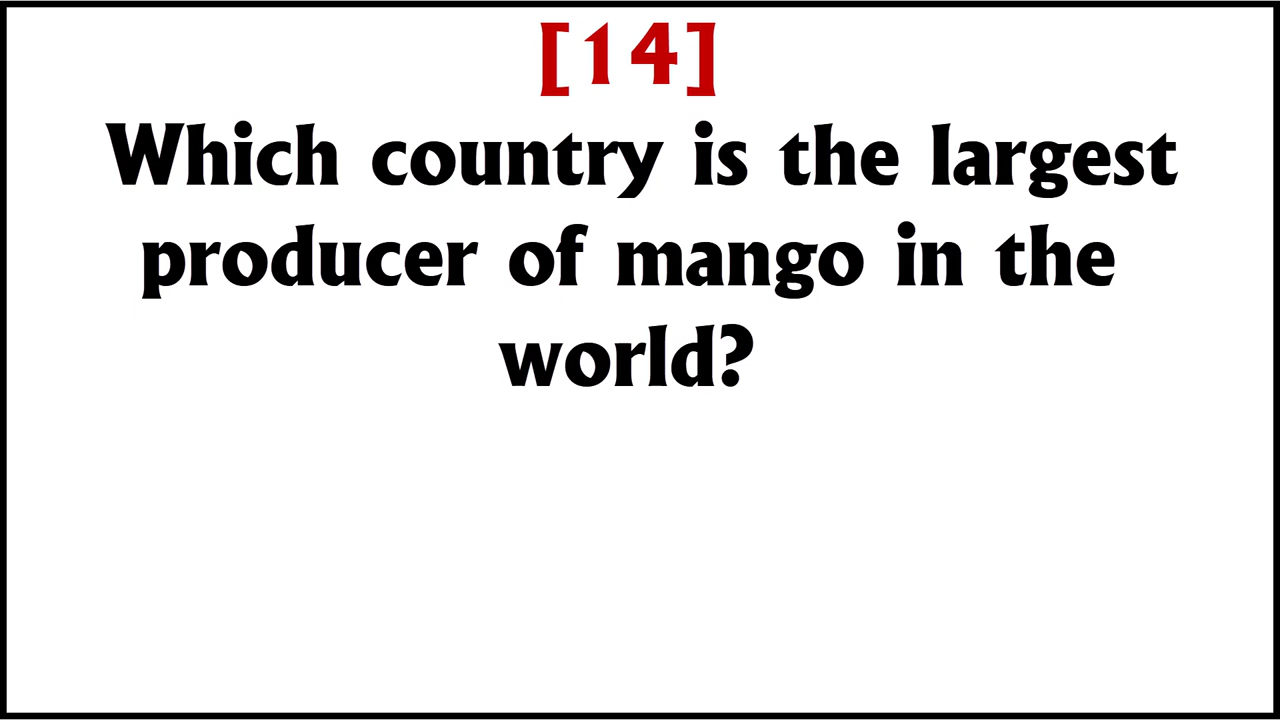 [14]
Which country is the largest
producer of mango in the
world?